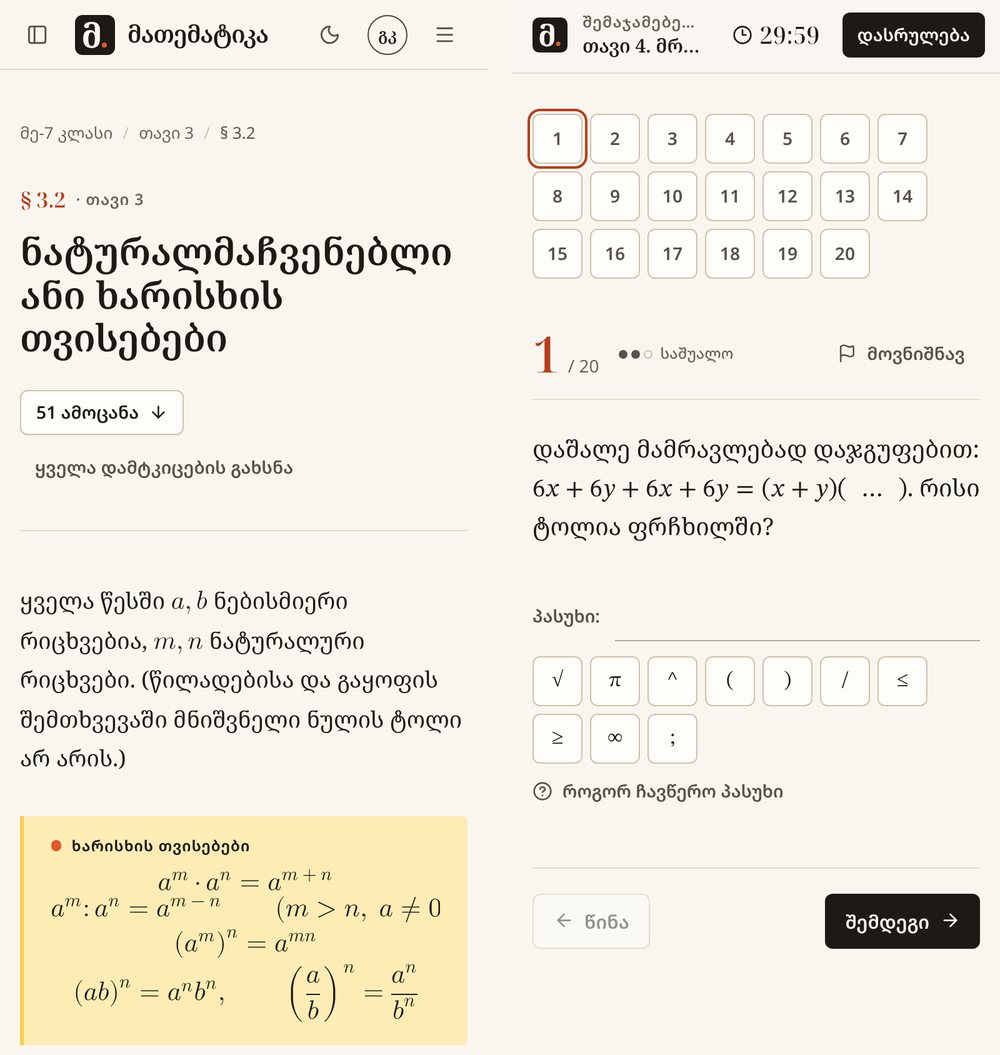 მ. მათემატიკა გკ
მე-7 კლასი / თავი 3 / § 3.2
§ 3.2 · თავი 3
ნატურალმაჩვენებლი
ანი ხარისხის
თვისებები
51 ამოცანა ↓
ყველა დამტკიცების გახსნა
ყველა წესში a, b ნებისმიერი
რიცხვებია, m, n ნატურალური
რიცხვები. (წილადებისა და გაყოფის
შემთხვევაში მნიშვნელი ნულის ტოლი
არ არის.)
ხარისხის თვისებები
a^m · a^n = a^{m+n}
a^m : a^n = a^{m−n} (m > n, a ≠ 0
(a^m)^n = a^{mn}
(ab)^n = a^n b^n, (a/b)^n = a^n/b^n
მ. შემაჯამებე...
თავი 4. მრ...
29:59
დასრულება
1 2 3 4 5 6 7
8 9 10 11 12 13 14
15 16 17 18 19 20
1 / 20 საშუალო მოვნიშნავ
დაშალე მამრავლებად დაჯგუფებით:
6x + 6y + 6x + 6y = (x + y)( ... ). რისი
ტოლია ფრჩხილში?
პასუხი:
√ π ^ ( ) / ≤
≥ ∞ ;
როგორ ჩავწერო პასუხი
← წინა შემდეგი →